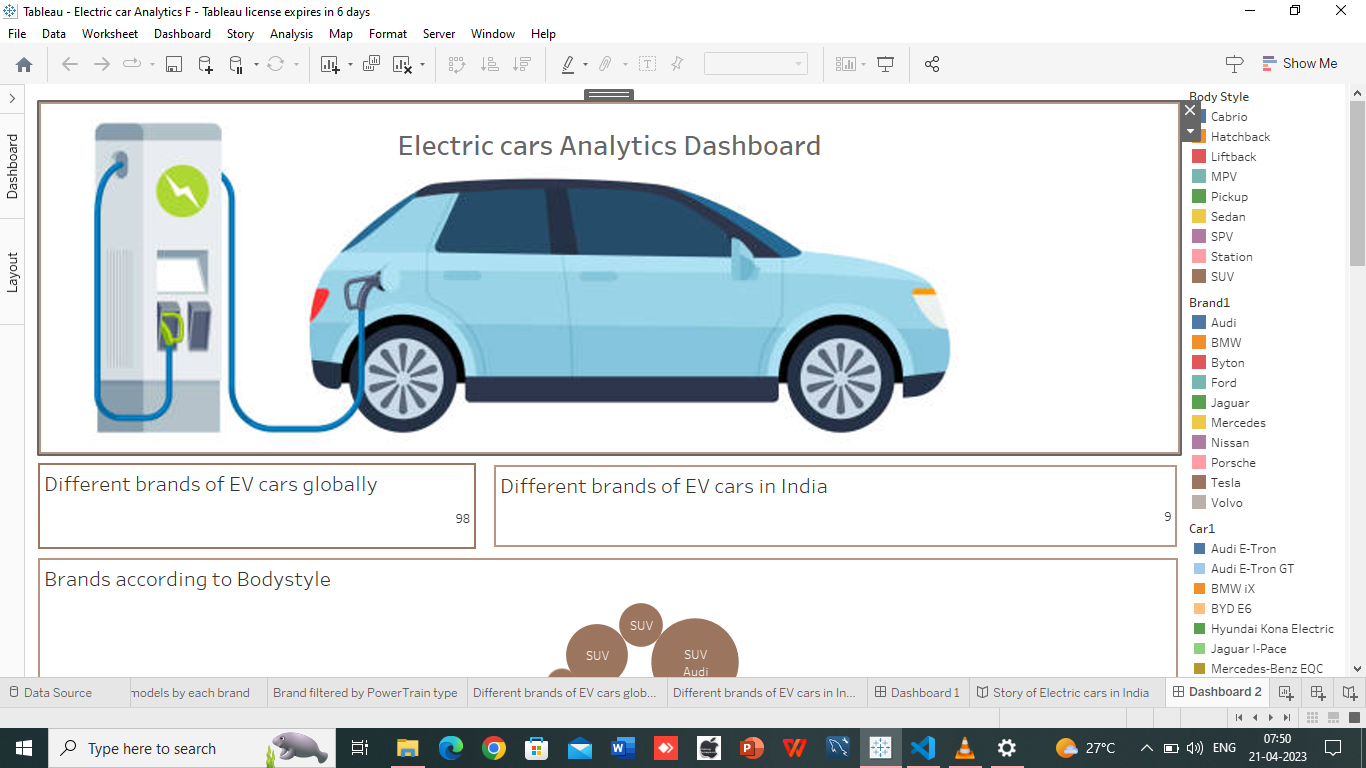 Tableau - Electric car Analytics F - Tableau license expires in 6 days
File Data Worksheet Dashboard Story Analysis Map Format Server Window Help
Show Me
Dashboard
Layout
Electric cars Analytics Dashboard
Different brands of EV cars globally
98
Different brands of EV cars in India
9
Brands according to Bodystyle
SUV
SUV
SUV
Audi
Body Style
Cabrio
Hatchback
Liftback
MPV
Pickup
Sedan
SPV
Station
SUV
Brand1
Audi
BMW
Byton
Ford
Jaguar
Mercedes
Nissan
Porsche
Tesla
Volvo
Car1
Audi E-Tron
Audi E-Tron GT
BMW iX
BYD E6
Hyundai Kona Electric
Jaguar I-Pace
Mercedes-Benz EQC
Data Source models by each brand Brand filtered by PowerTrain type Different brands of EV cars glob... Different brands of EV cars in In... Dashboard 1 Story of Electric cars in India Dashboard 2
Type here to search 27°C ENG 07:50
21-04-2023